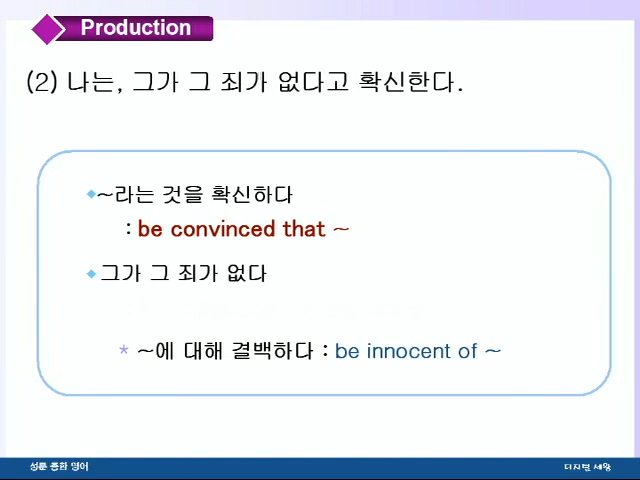 Production
(2) 나는, 그가 그 죄가 없다고 확신한다.
~라는 것을 확신하다
: be convinced that ~
그가 그 죄가 없다
* ~에 대해 결백하다 : be innocent of ~
성문 종합 영어
디지털 세왕